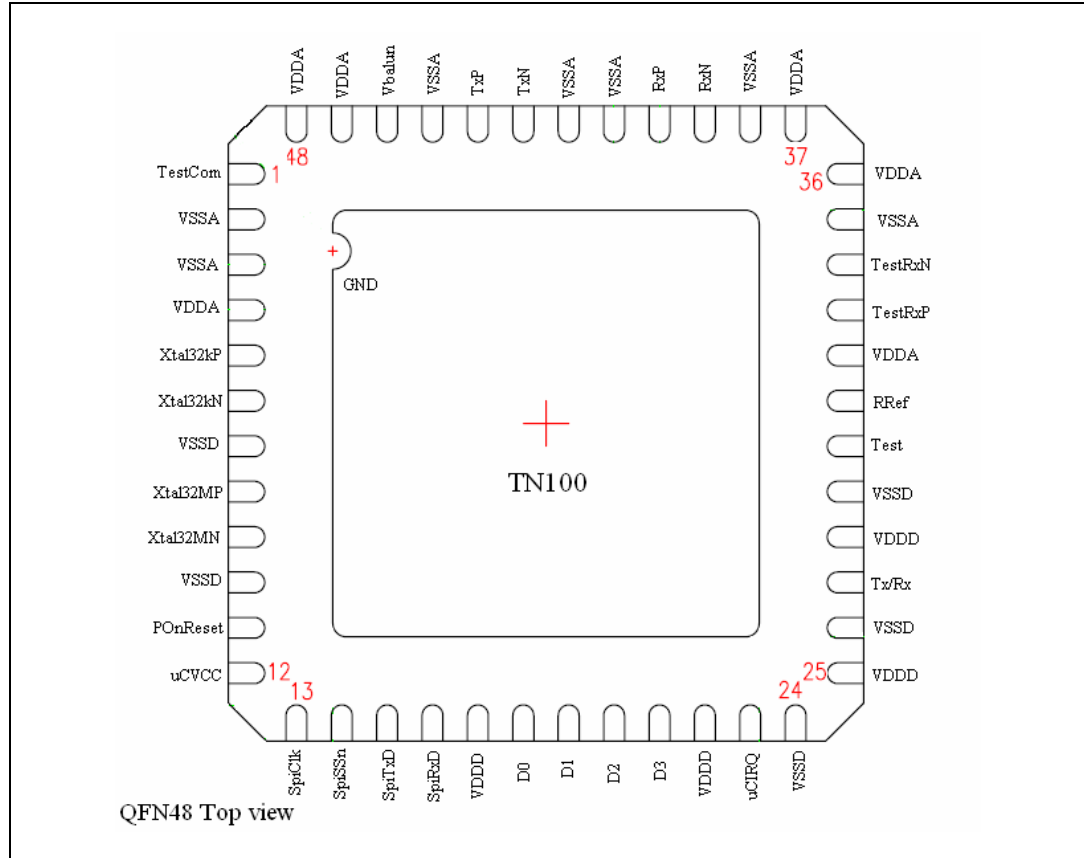 VDDA
VDDA
Vbalun
VSSA
TxP
TxN
VSSA
VSSA
RxP
RxN
VSSA
VDDA
48
37
TestCom
1
36
VDDA
VSSA
VSSA
VSSA
TestRxN
VDDA
GND
TestRxP
Xtal32kP
VDDA
Xtal32kN
RRef
VSSD
Test
Xtal32MP
TN100
VSSD
Xtal32MN
VDDD
VSSD
Tx/Rx
POnReset
VSSD
uCVCC
12
25
VDDD
13
24
SpiClk
SpiSSn
SpiTxD
SpiRxD
VDDD
D0
D1
D2
D3
VDDD
uCIRQ
VSSD
QFN48 Top view